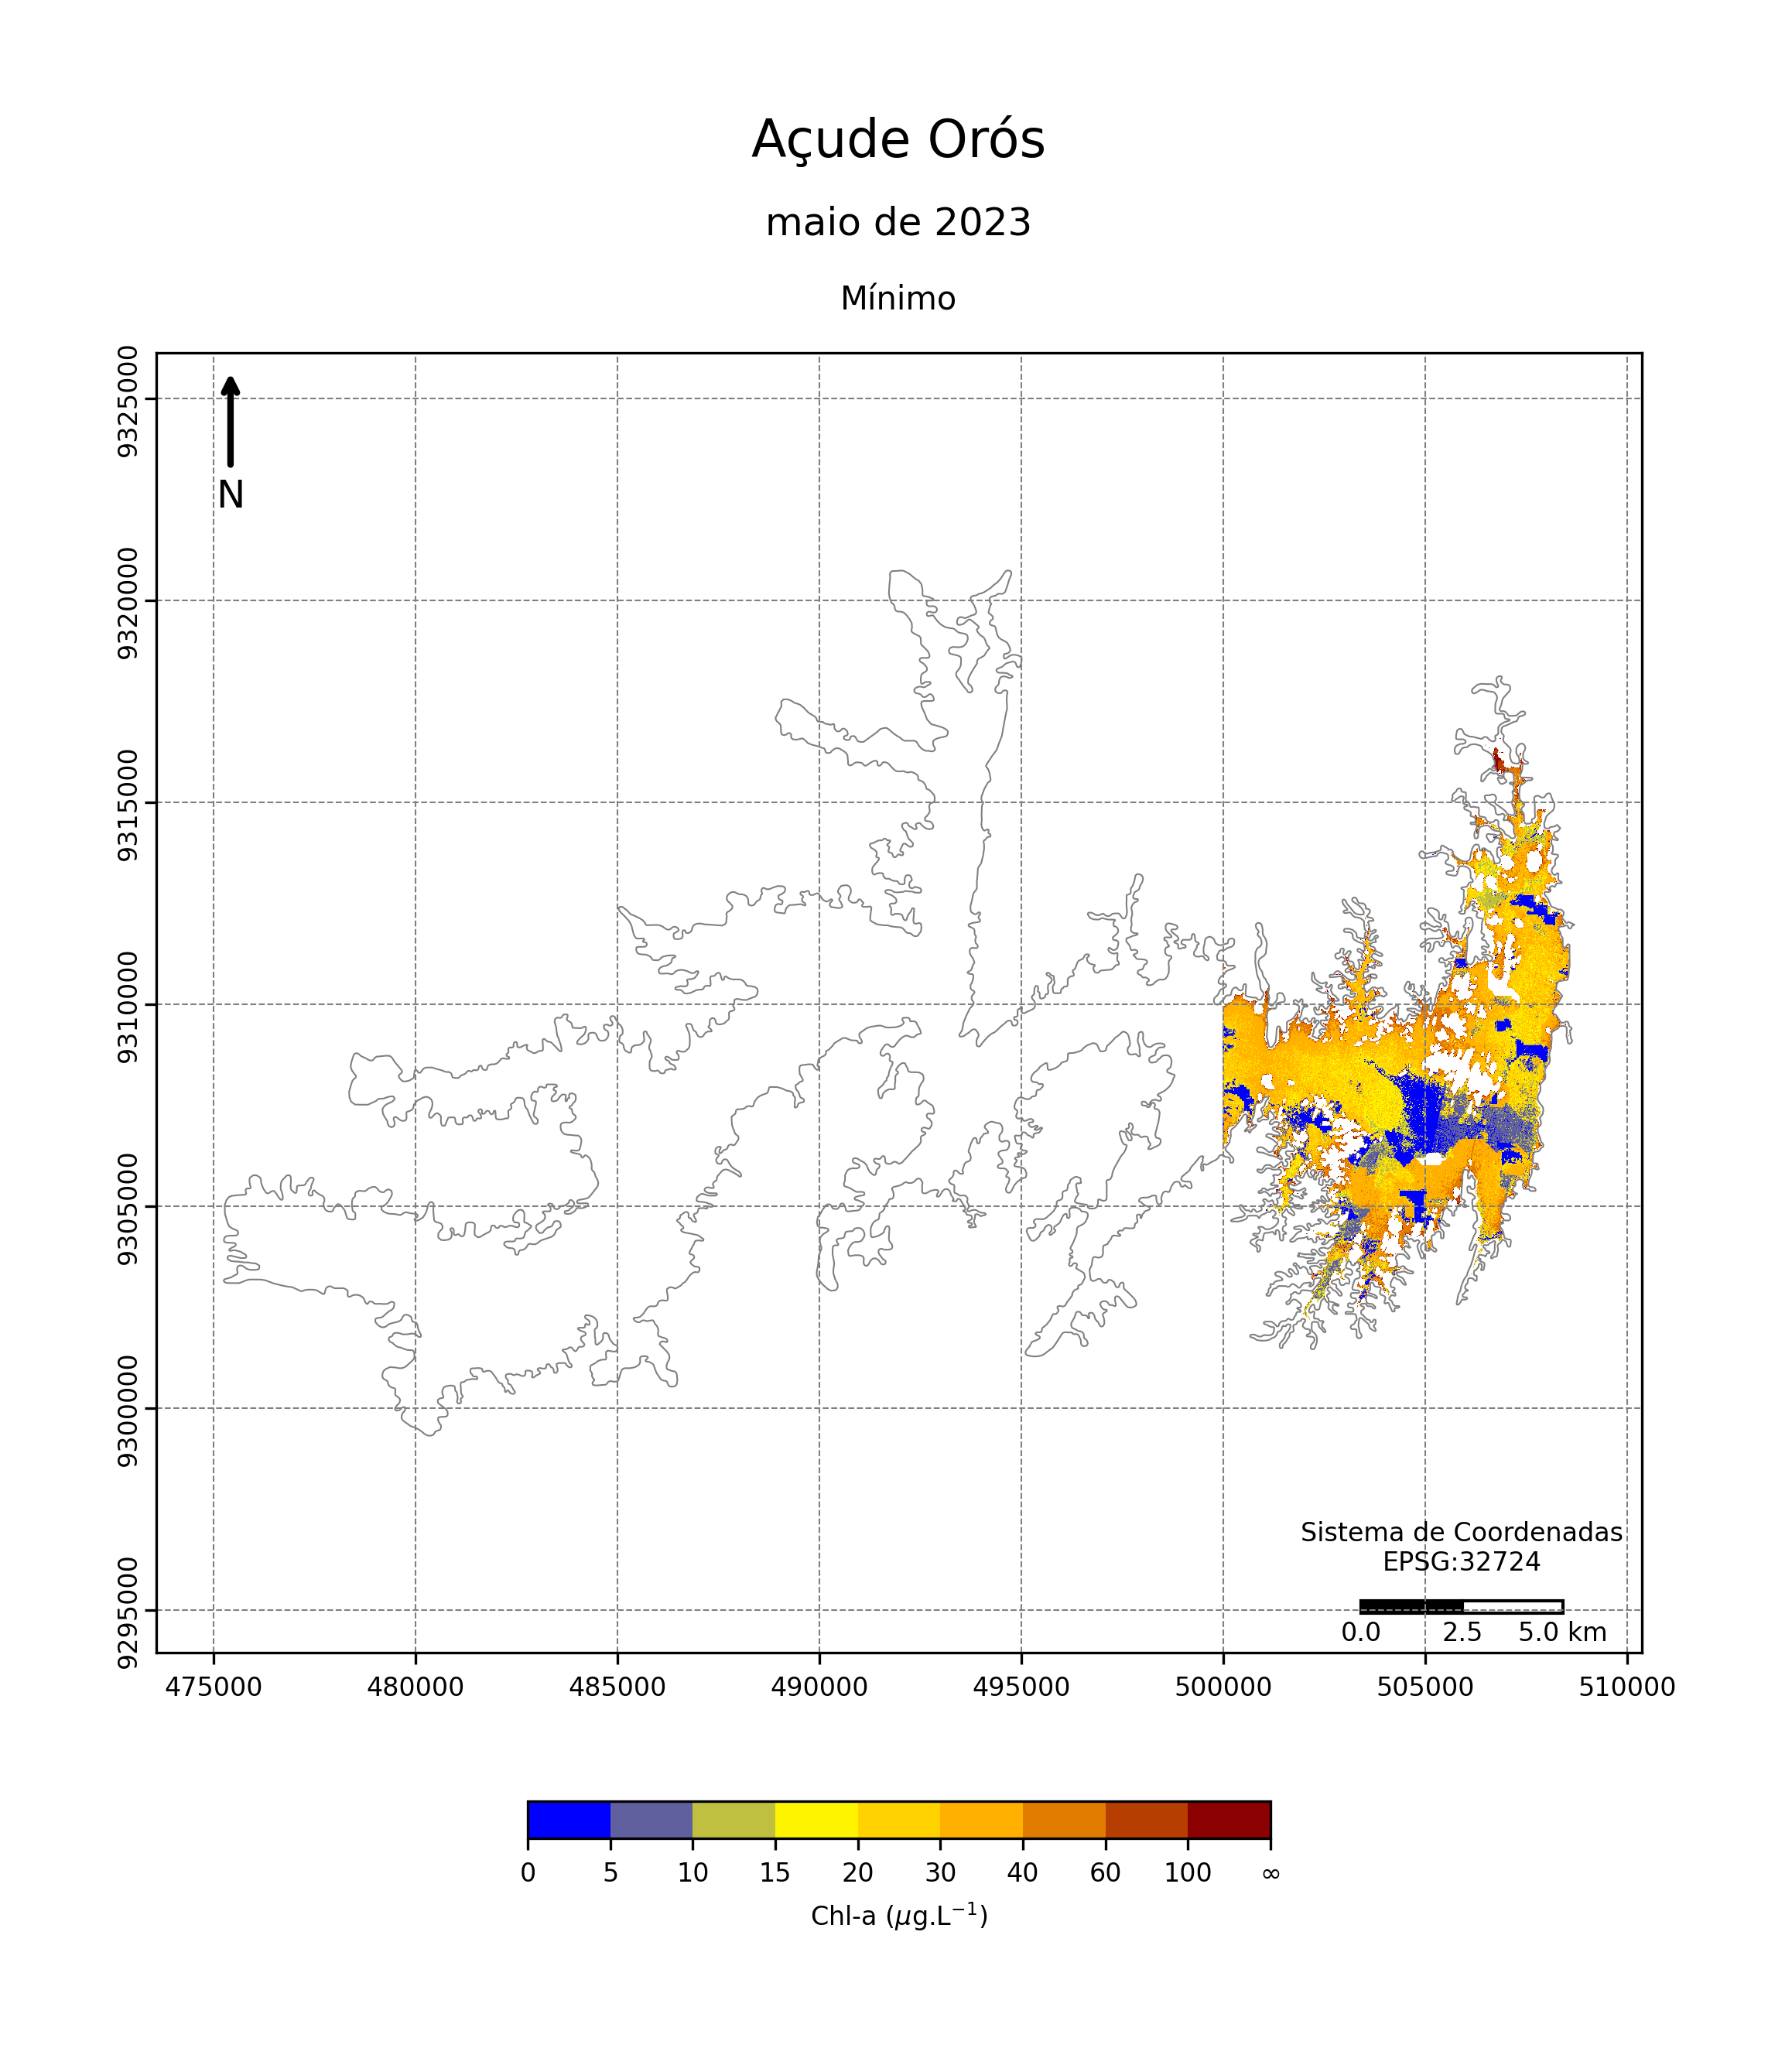 Açude Orós
maio de 2023
Mínimo
9325000
9320000
9315000
9310000
9305000
9300000
9295000
N
Sistema de Coordenadas
EPSG:32724
0.0 2.5 5.0 km
475000 480000 485000 490000 495000 500000 505000 510000
0 5 10 15 20 30 40 60 100 ∞
Chl-a (μg.L⁻¹)